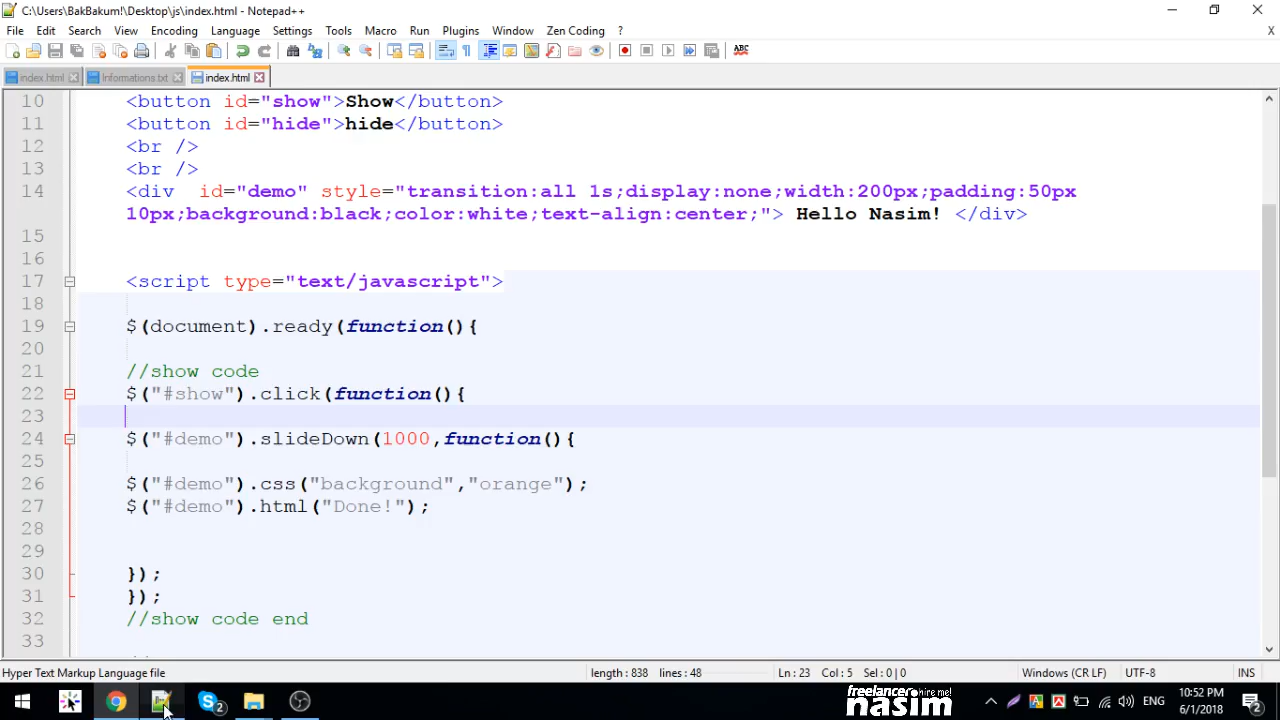 C:\Users\BakBakum!\Desktop\js\index.html - Notepad++
File Edit Search View Encoding Language Settings Tools Macro Run Plugins Window Zen Coding ? X
ABC
index.html Informations.txt index.html
10 <button id="show">Show</button>
11 <button id="hide">hide</button>
12 <br />
13 <br />
14 <div  id="demo" style="transition:all 1s;display:none;width:200px;padding:50px
10px;background:black;color:white;text-align:center;"> Hello Nasim! </div>
15
16
17 <script type="text/javascript">
18
19 $(document).ready(function(){
20
21 //show code
22 $("#show").click(function(){
23
24 $("#demo").slideDown(1000,function(){
25
26 $("#demo").css("background","orange");
27 $("#demo").html("Done!");
28
29
30 });
31 });
32 //show code end
33
Hyper Text Markup Language file length : 838 lines : 48 Ln : 23 Col : 5 Sel : 0 | 0 Windows (CR LF) UTF-8 INS
freelancer hire me!
nasim
2
ENG
10:52 PM
6/1/2018
2